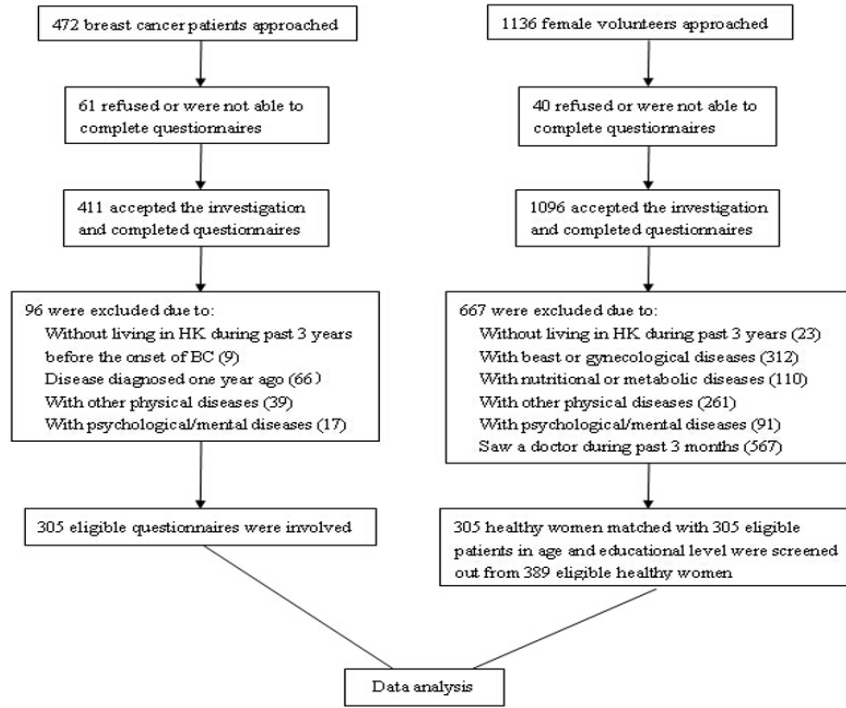 472 breast cancer patients approached
1136 female volunteers approached
61 refused or were not able to
complete questionnaires
40 refused or were not able to
complete questionnaires
411 accepted the investigation
and completed questionnaires
1096 accepted the investigation
and completed questionnaires
96 were excluded due to:
Without living in HK during past 3 years
before the onset of BC (9)
Disease diagnosed one year ago (66)
With other physical diseases (39)
With psychological/mental diseases (17)
667 were excluded due to:
Without living in HK during past 3 years (23)
With beast or gynecological diseases (312)
With nutritional or metabolic diseases (110)
With other physical diseases (261)
With psychological/mental diseases (91)
Saw a doctor during past 3 months (567)
305 eligible questionnaires were involved
305 healthy women matched with 305 eligible
patients in age and educational level were screened
out from 389 eligible healthy women
Data analysis